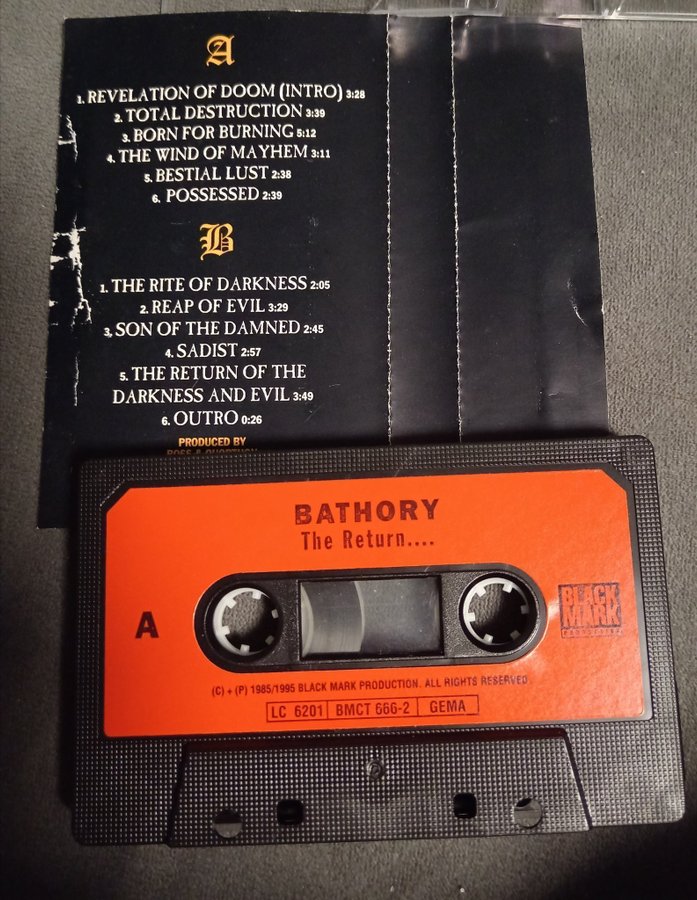 A
1. REVELATION OF DOOM (INTRO) 3:28
2. TOTAL DESTRUCTION 3:39
3. BORN FOR BURNING 5:12
4. THE WIND OF MAYHEM 3:11
5. BESTIAL LUST 2:38
6. POSSESSED 2:39
B
1. THE RITE OF DARKNESS 2:05
2. REAP OF EVIL 3:29
3. SON OF THE DAMNED 2:45
4. SADIST 2:57
5. THE RETURN OF THE
DARKNESS AND EVIL 3:49
6. OUTRO 0:26
PRODUCED BY
BOSS & QUORTHON
BATHORY
The Return....
A
BLACK
MARK
PRODUCTION
(C) + (P) 1985/1995 BLACK MARK PRODUCTION. ALL RIGHTS RESERVED
LC 6201 BMCT 666-2 GEMA